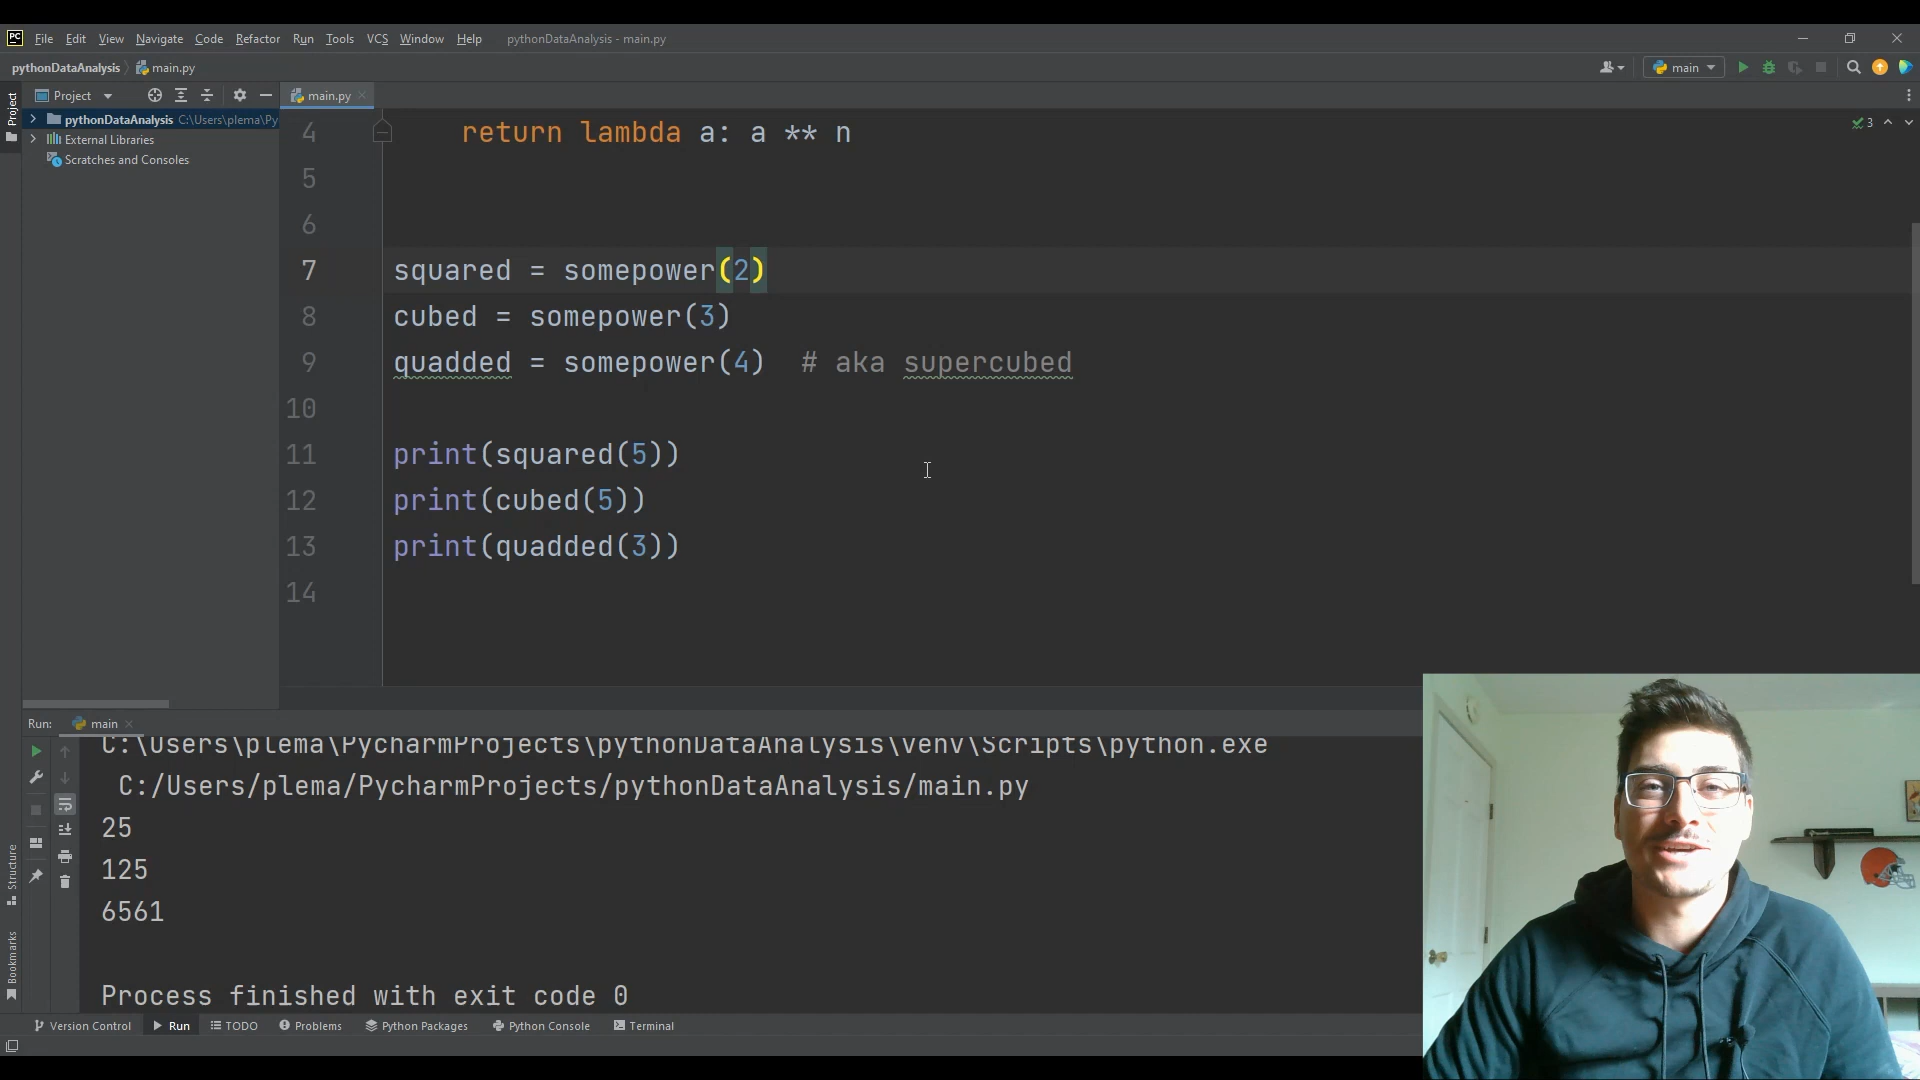 PC File Edit View Navigate Code Refactor Run Tools VCS Window Help pythonDataAnalysis - main.py
pythonDataAnalysis main.py main
Project main.py
Project
pythonDataAnalysis C:\Users\plema\Py
External Libraries
Scratches and Consoles
3
4 return lambda a: a ** n
5
6
7 squared = somepower(2)
8 cubed = somepower(3)
9 quadded = somepower(4) # aka supercubed
10
11 print(squared(5))
12 print(cubed(5))
13 print(quadded(3))
14
Run: main
C:\Users\plema\PycharmProjects\pythonDataAnalysis\venv\Scripts\python.exe
C:/Users/plema/PycharmProjects/pythonDataAnalysis/main.py
25
125
6561
Process finished with exit code 0
Structure
Bookmarks
Version Control Run TODO Problems Python Packages Python Console Terminal